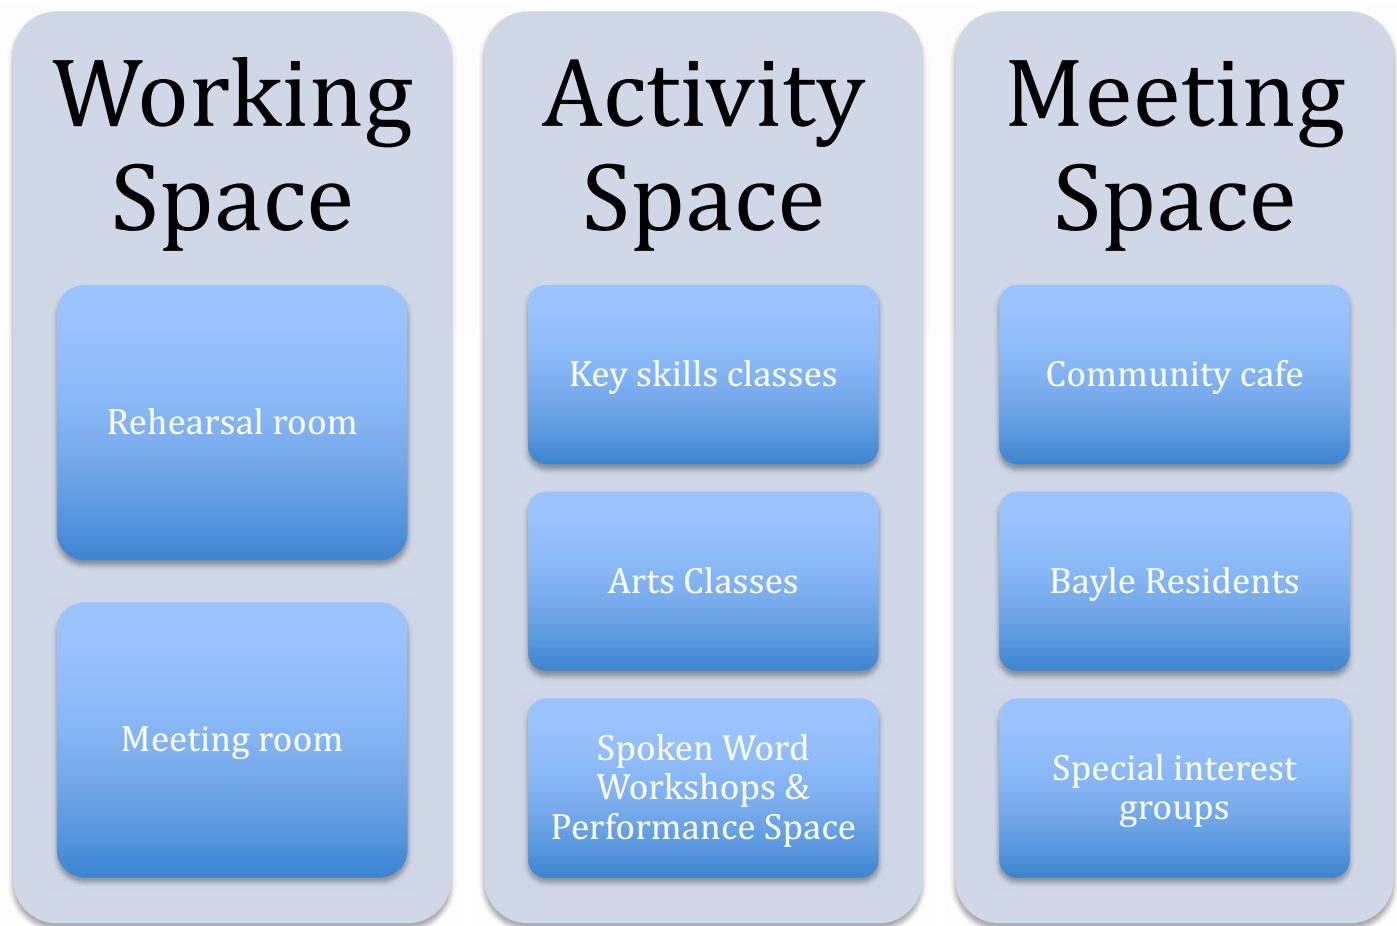 Working
Space
Rehearsal room
Meeting room
Activity
Space
Key skills classes
Arts Classes
Spoken Word
Workshops &
Performance Space
Meeting
Space
Community cafe
Bayle Residents
Special interest
groups